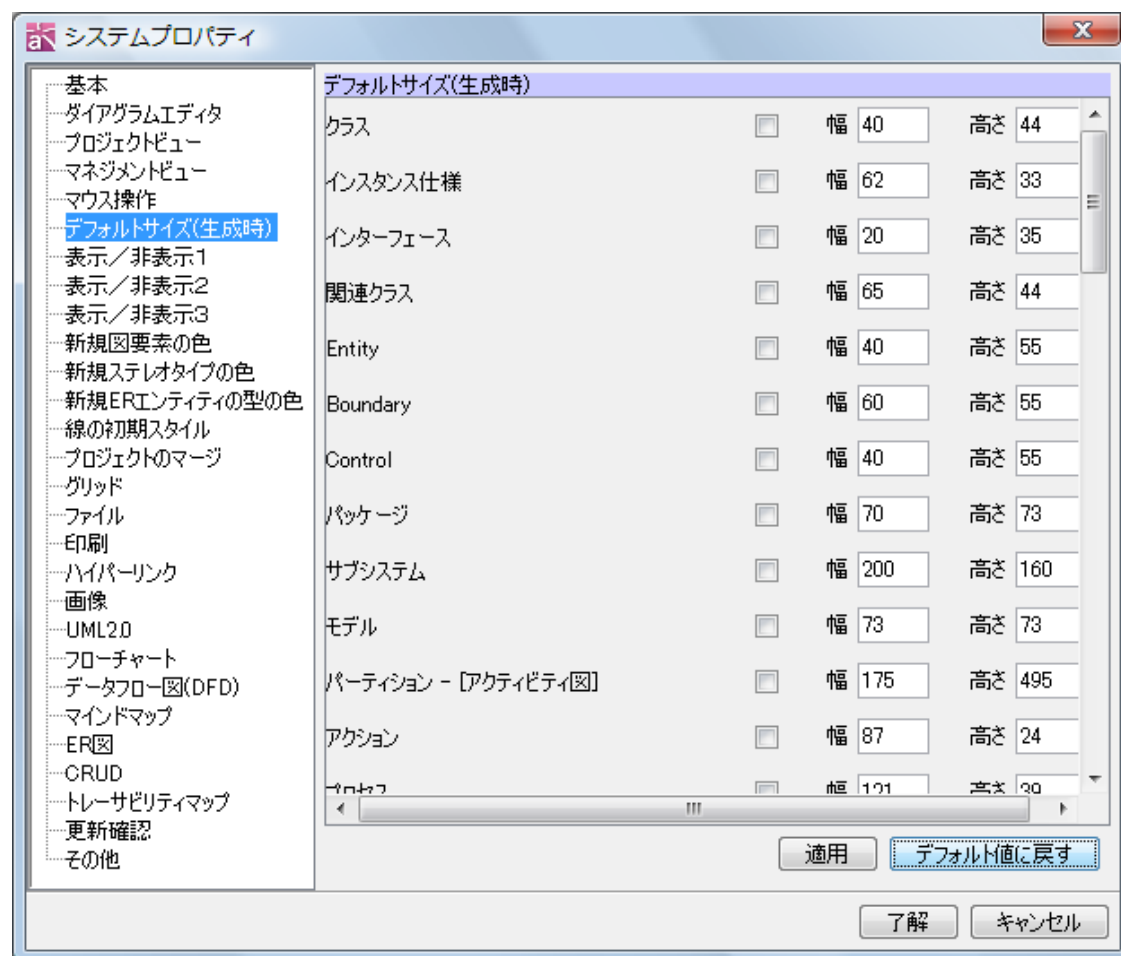 システムプロパティ
基本
ダイアグラムエディタ
プロジェクトビュー
マネジメントビュー
マウス操作
デフォルトサイズ(生成時)
表示／非表示1
表示／非表示2
表示／非表示3
新規図要素の色
新規ステレオタイプの色
新規ERエンティティの型の色
線の初期スタイル
プロジェクトのマージ
グリッド
ファイル
印刷
ハイパーリンク
画像
UML2.0
フローチャート
データフロー図(DFD)
マインドマップ
ER図
CRUD
トレーサビリティマップ
更新確認
その他
デフォルトサイズ(生成時)
クラス 幅 40 高さ 44
インスタンス仕様 幅 62 高さ 33
インターフェース 幅 20 高さ 35
関連クラス 幅 65 高さ 44
Entity 幅 40 高さ 55
Boundary 幅 60 高さ 55
Control 幅 40 高さ 55
パッケージ 幅 70 高さ 73
サブシステム 幅 200 高さ 160
モデル 幅 73 高さ 73
パーティション - [アクティビティ図] 幅 175 高さ 495
アクション 幅 87 高さ 24
プロセス 幅 121 高さ 39
適用 デフォルト値に戻す
了解 キャンセル